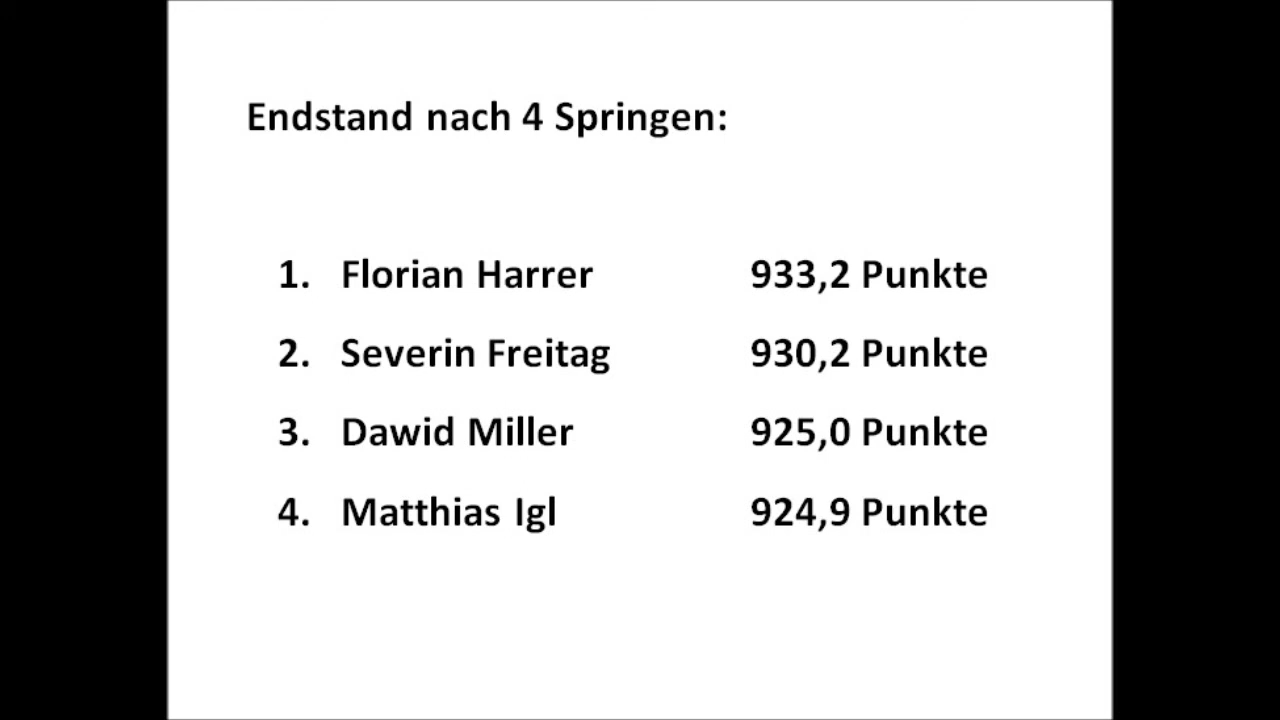 Endstand nach 4 Springen:
1. Florian Harrer 933,2 Punkte
2. Severin Freitag 930,2 Punkte
3. Dawid Miller 925,0 Punkte
4. Matthias Igl 924,9 Punkte